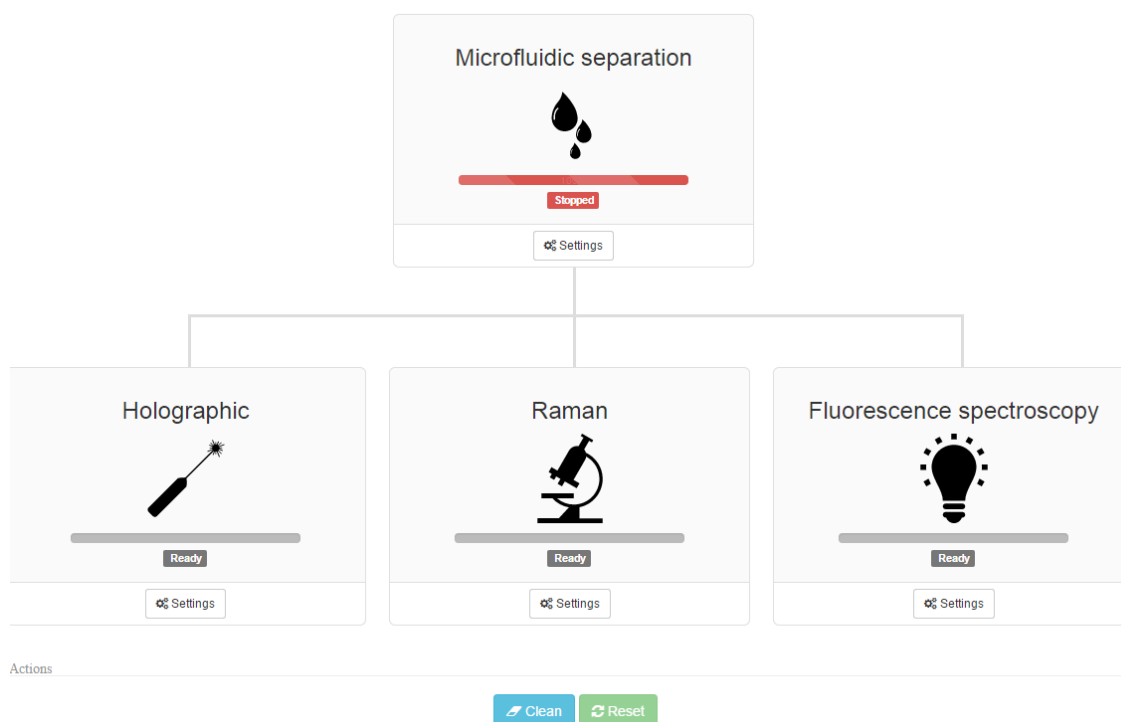 Microfluidic separation
Stopped
Settings
Holographic
Raman
Fluorescence spectroscopy
Ready
Ready
Ready
Settings
Settings
Settings
Actions
Clean
Reset